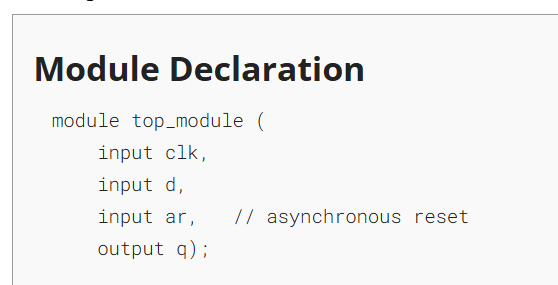 Module Declaration
module top_module (
    input clk,
    input d,
    input ar,   // asynchronous reset
    output q);